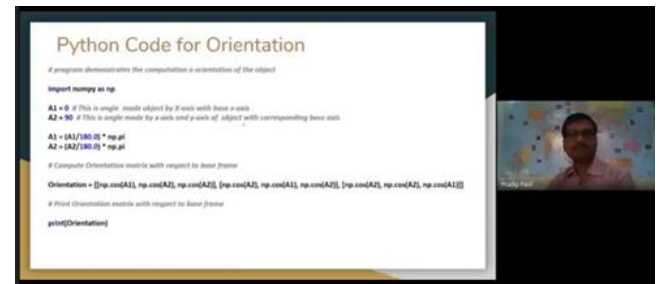 Python Code for Orientation
# program demonstrates the computation o orientation of the object
import numpy as np
A1 = 0 # This is angle made object by X-axis with base x-axis
A2 = 90 # This is angle made by x-axis and y-axis of object with corresponding base axis
A1 = (A1/180.0) * np.pi
A2 = (A2/180.0) * np.pi
# Compute Orientation matrix with respect to base frame
Orientation = [[np.cos(A1), np.cos(A2), np.cos(A2)], [np.cos(A2), np.cos(A1), np.cos(A2)], [np.cos(A2), np.cos(A2), np.cos(A1)]]
# Print Orientation matrix with respect to base frame
print(Orientation)